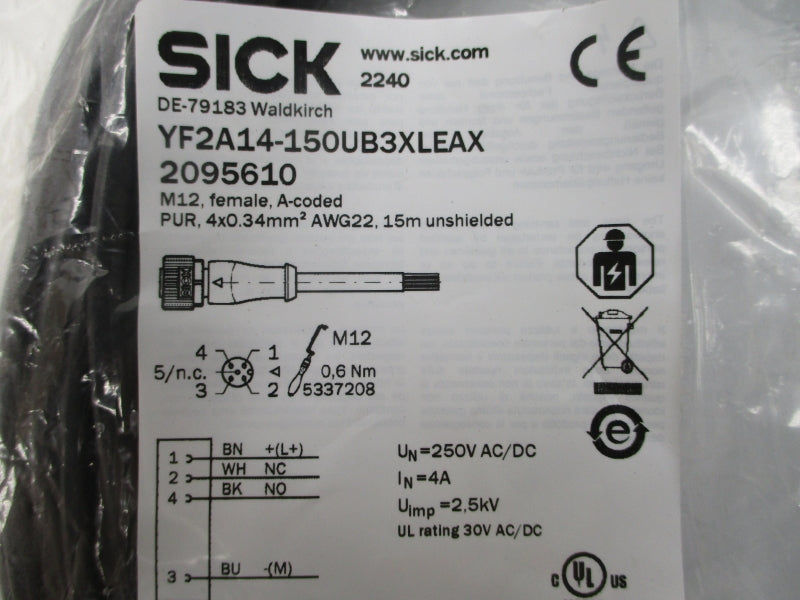 SICK
www.sick.com
2240
CE
DE-79183 Waldkirch
YF2A14-150UB3XLEAX
2095610
M12, female, A-coded
PUR, 4x0.34mm² AWG22, 15m unshielded
4 1
5/n.c.
3 2
M12
0,6 Nm
5337208
1 BN +(L+)
2 WH NC
4 BK NO
3 BU -(M)
UN=250V AC/DC
IN=4A
Uimp=2,5kV
UL rating 30V AC/DC
e
c UL US